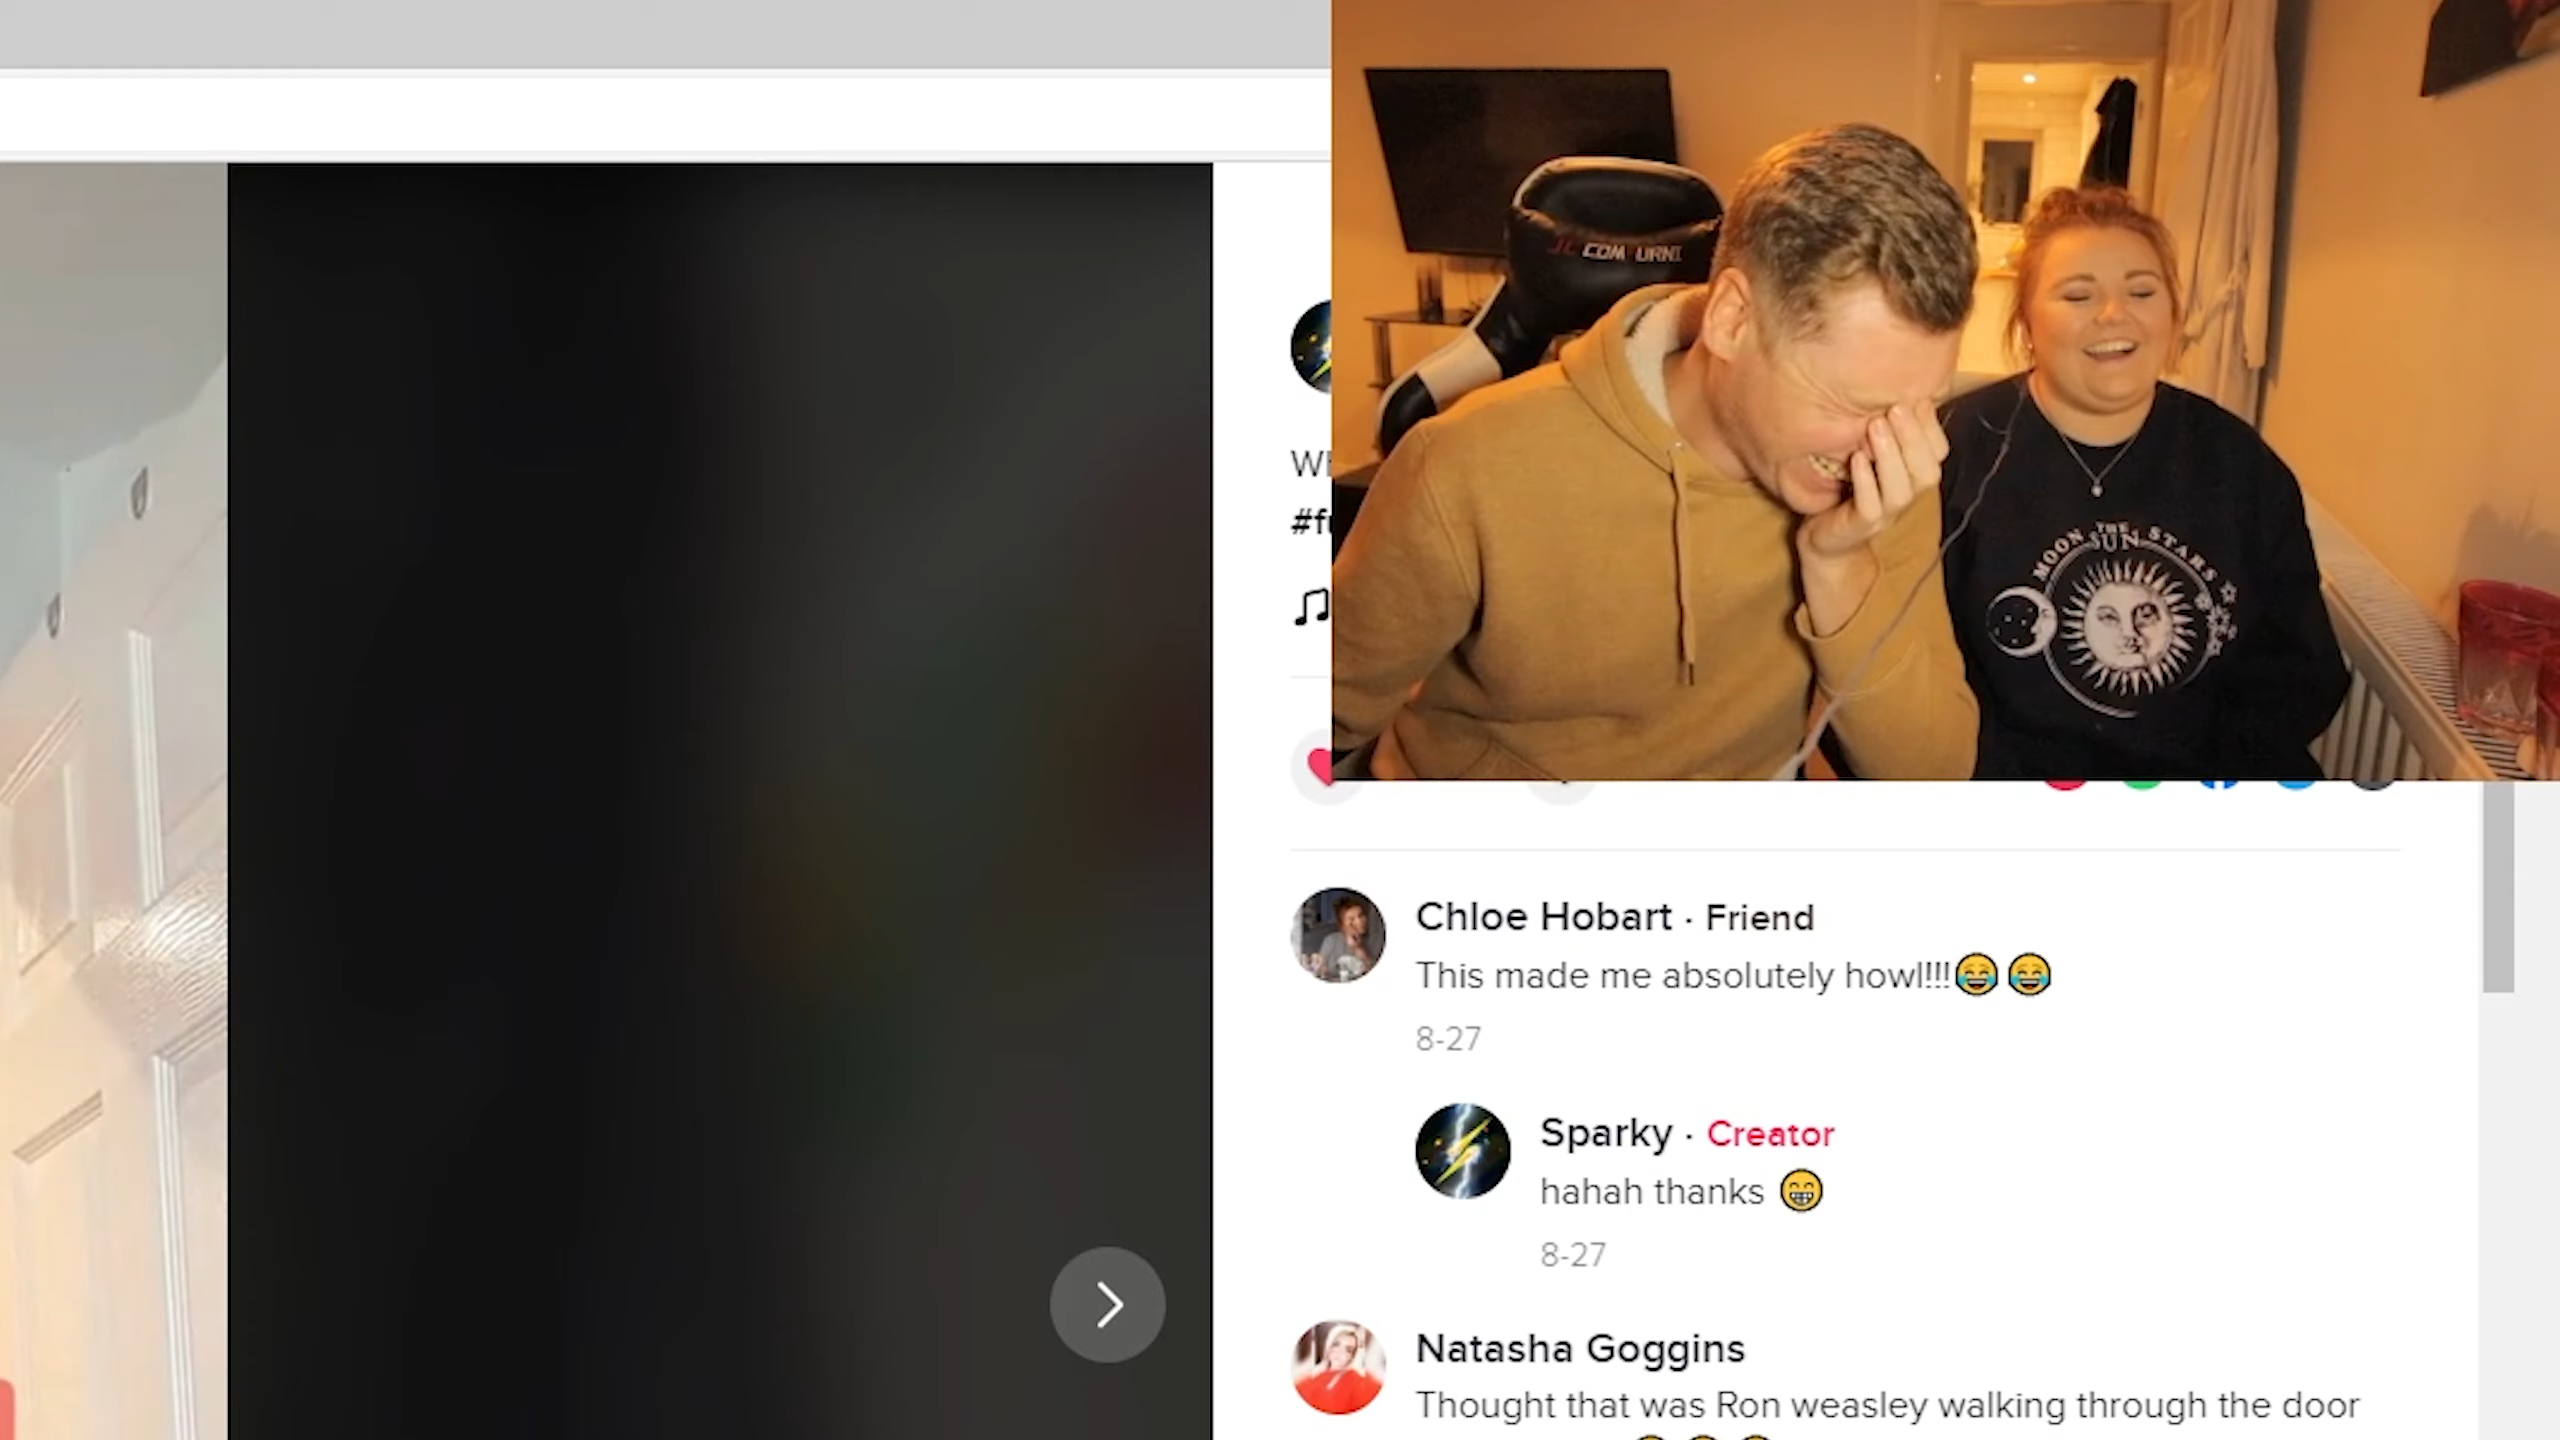 COM
MOON THE STARS
SUN
#f
Chloe Hobart · Friend
This made me absolutely howl!!!😂😂
8-27
Sparky · Creator
hahah thanks 😁
8-27
Natasha Goggins
Thought that was Ron weasley walking through the door